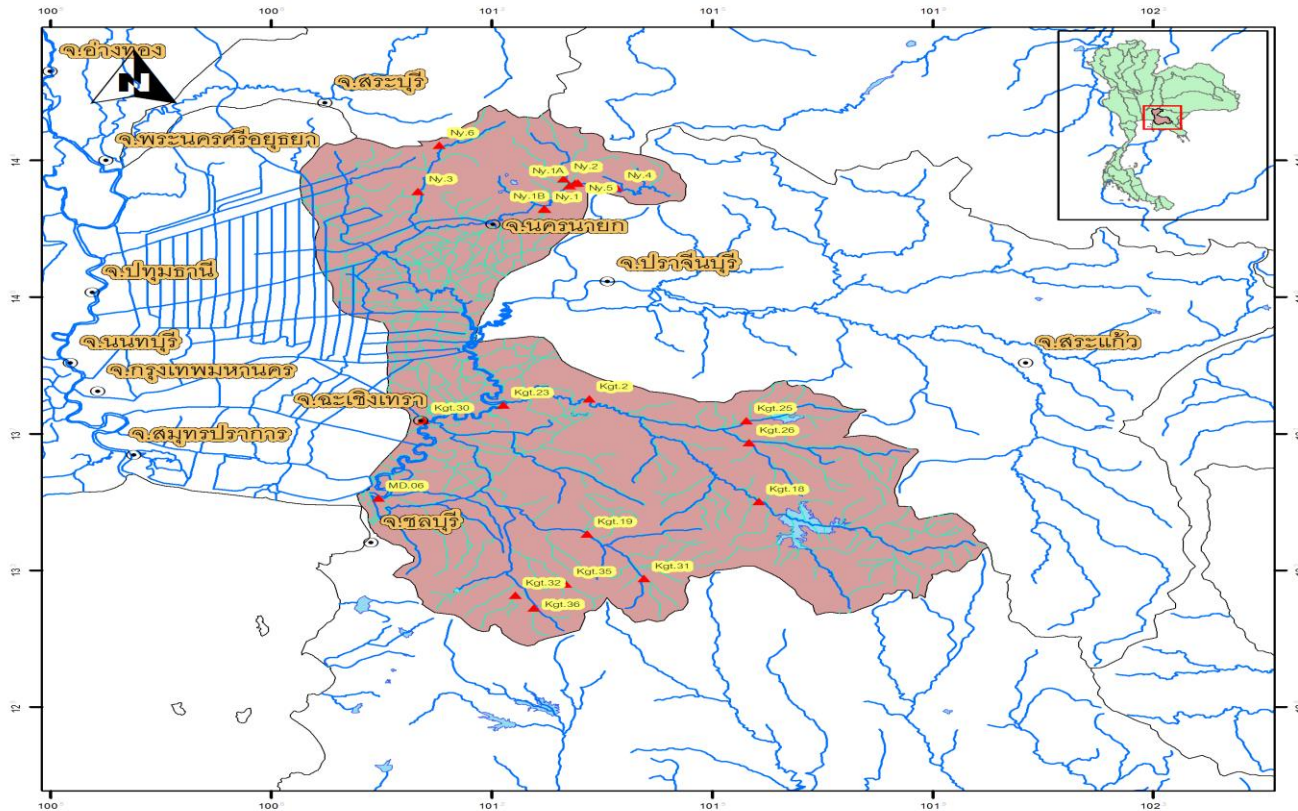 100
100
101
101
101
102
จ.อ่างทอง
N
จ.สระบุรี
จ.พระนครศรีอยุธยา
Ny.6
14
Ny.1A
Ny.2
Ny.4
Ny.3
Ny.5
Ny.1B
Ny.1
จ.นครนายก
จ.ปราจีนบุรี
จ.ปทุมธานี
14
จ.นนทบุรี
จ.สระแก้ว
จ.กรุงเทพมหานคร
จ.ฉะเชิงเทรา
Kgt.23
Kgt.2
Kgt.30
Kgt.25
13
จ.สมุทรปราการ
Kgt.26
MD.06
Kgt.18
จ.ชลบุรี
Kgt.19
13
Kgt.35
Kgt.31
Kgt.32
Kgt.36
12
100
100
101
101
101
102